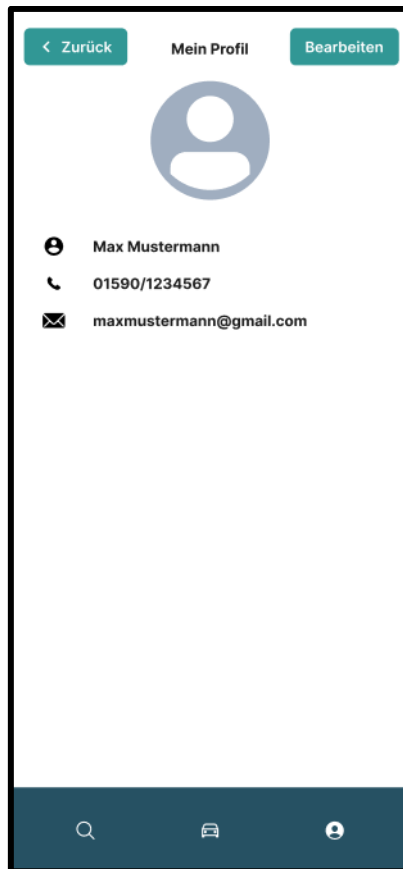 Zurück
Mein Profil
Bearbeiten
Max Mustermann
01590/1234567
maxmustermann@gmail.com